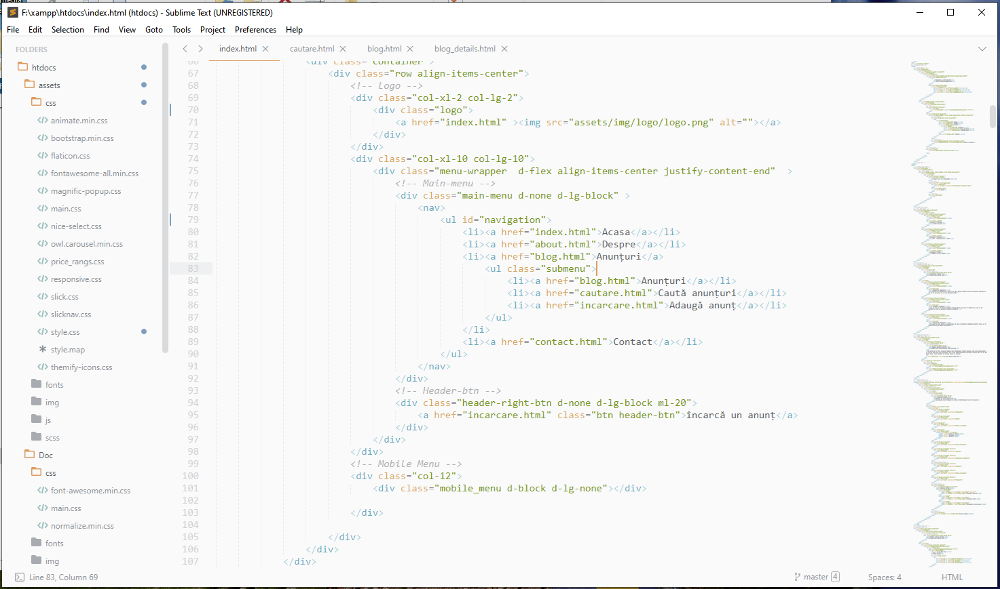 F:\xampp\htdocs\index.html (htdocs) - Sublime Text (UNREGISTERED)
File Edit Selection Find View Goto Tools Project Preferences Help
FOLDERS
htdocs
assets
css
animate.min.css
bootstrap.min.css
flaticon.css
fontawesome-all.min.css
magnific-popup.css
main.css
nice-select.css
owl.carousel.min.css
price_rangs.css
responsive.css
slick.css
slicknav.css
style.css
style.map
themify-icons.css
fonts
img
js
scss
Doc
css
font-awesome.min.css
main.css
normalize.min.css
fonts
img
index.html cautare.html blog.html blog_details.html
66 <div class="container">
67 <div class="row align-items-center">
68 <!-- Logo -->
69 <div class="col-xl-2 col-lg-2">
70 <div class="logo">
71 <a href="index.html" ><img src="assets/img/logo/logo.png" alt=""></a>
72 </div>
73 </div>
74 <div class="col-xl-10 col-lg-10">
75 <div class="menu-wrapper  d-flex align-items-center justify-content-end"  >
76 <!-- Main-menu -->
77 <div class="main-menu d-none d-lg-block" >
78 <nav>
79 <ul id="navigation">
80 <li><a href="index.html">Acasa</a></li>
81 <li><a href="about.html">Despre</a></li>
82 <li><a href="blog.html">Anunțuri</a>
83 <ul class="submenu">
84 <li><a href="blog.html">Anunțuri</a></li>
85 <li><a href="cautare.html">Caută anunțuri</a></li>
86 <li><a href="incarcare.html">Adaugă anunț</a></li>
87 </ul>
88 </li>
89 <li><a href="contact.html">Contact</a></li>
90 </ul>
91 </nav>
92 </div>
93 <!-- Header-btn -->
94 <div class="header-right-btn d-none d-lg-block ml-20">
95 <a href="incarcare.html" class="btn header-btn">încarcă un anunț</a>
96 </div>
97 </div>
98 </div>
99 <!-- Mobile Menu -->
100 <div class="col-12">
101 <div class="mobile_menu d-block d-lg-none"></div>
102
103 </div>
104
105 </div>
106 </div>
107 </div>
Line 83, Column 69
master 4
Spaces: 4
HTML